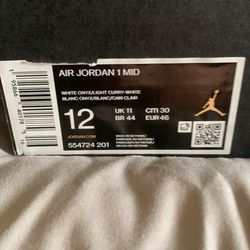 AIR JORDAN 1 MID
WHITE ONYX/LIGHT CURRY-WHITE
BLANC ONYX/BLANC/CARI CLAIR
12
UK 11
CM 30
BR 44
EUR 46
JORDAN.COM
554724 201